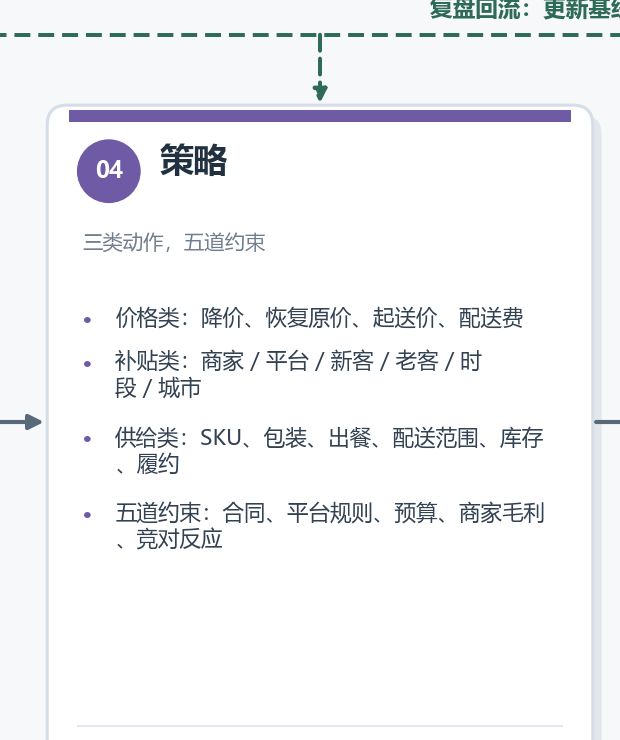 复盘回流：更新基线
04
策略
三类动作，五道约束
• 价格类：降价、恢复原价、起送价、配送费
• 补贴类：商家 / 平台 / 新客 / 老客 / 时
段 / 城市
• 供给类：SKU、包装、出餐、配送范围、库存
、履约
• 五道约束：合同、平台规则、预算、商家毛利
、竞对反应